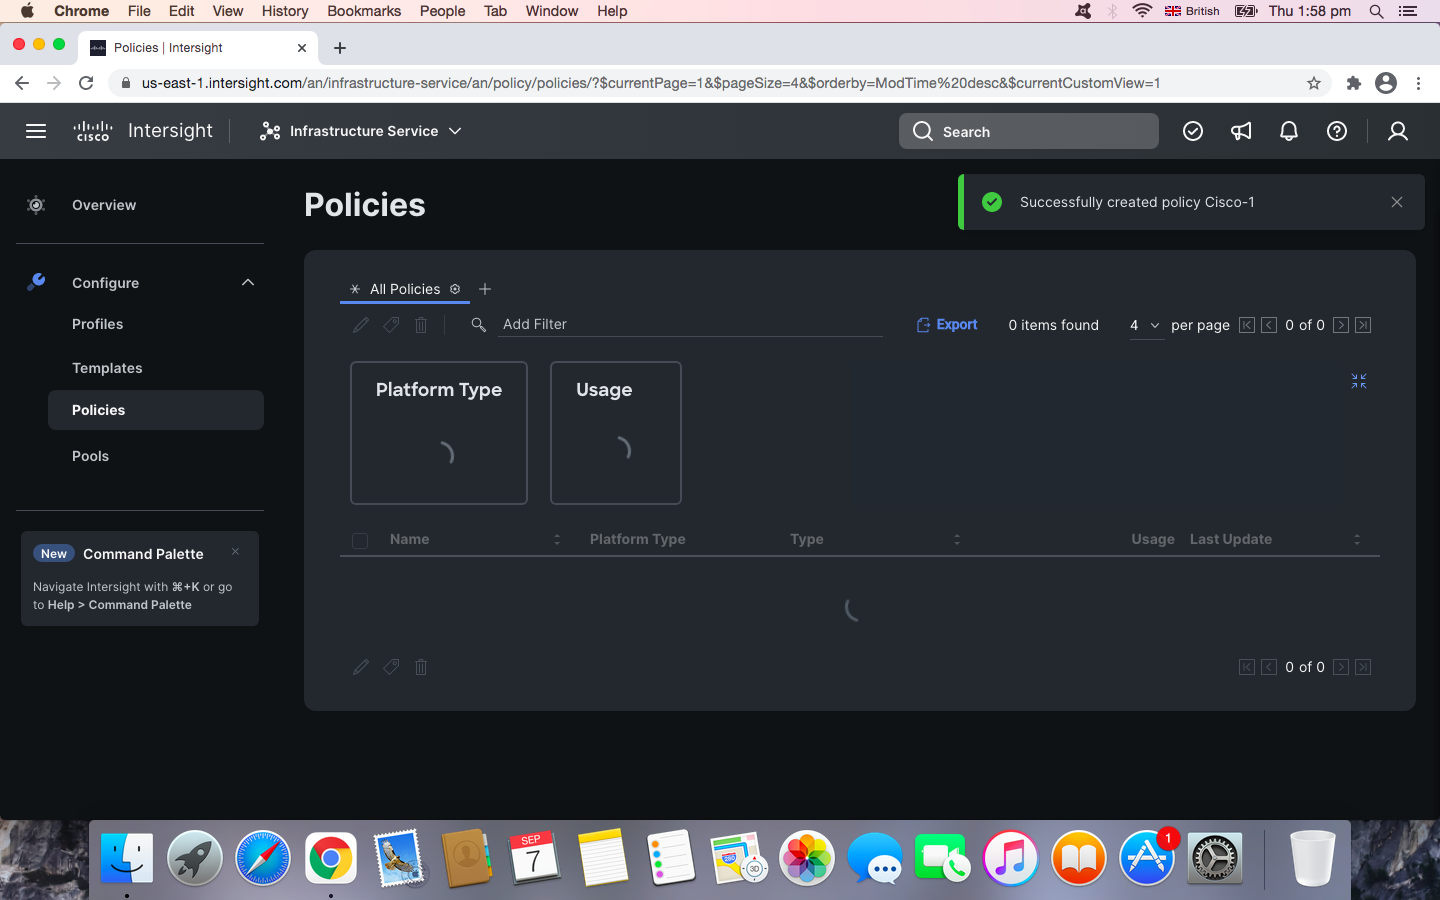 Chrome File Edit View History Bookmarks People Tab Window Help British Thu 1:58 pm
Policies | Intersight
us-east-1.intersight.com/an/infrastructure-service/an/policy/policies/?$currentPage=1&$pageSize=4&$orderby=ModTime%20desc&$currentCustomView=1
CISCO Intersight Infrastructure Service Search
Overview
Configure
Profiles
Templates
Policies
Pools
New Command Palette
Navigate Intersight with ⌘+K or go
to Help > Command Palette
Policies
Successfully created policy Cisco-1
All Policies
Add Filter Export 0 items found 4 per page 0 of 0
Platform Type Usage
Name Platform Type Type Usage Last Update
0 of 0
SEP
7
280
3D
1